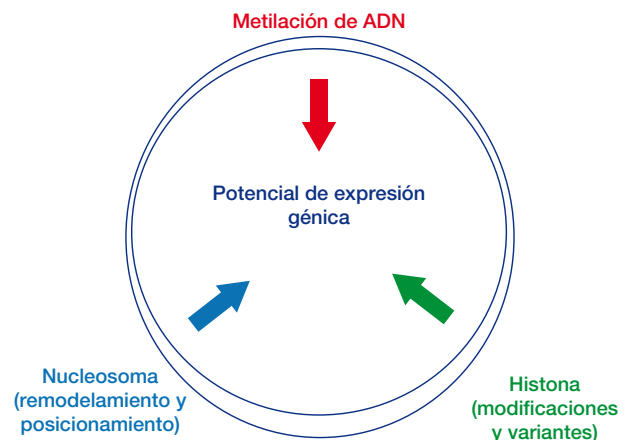 Metilación de ADN
Potencial de expresión
génica
Nucleosoma
(remodelamiento y
posicionamiento)
Histona
(modificaciones
y variantes)